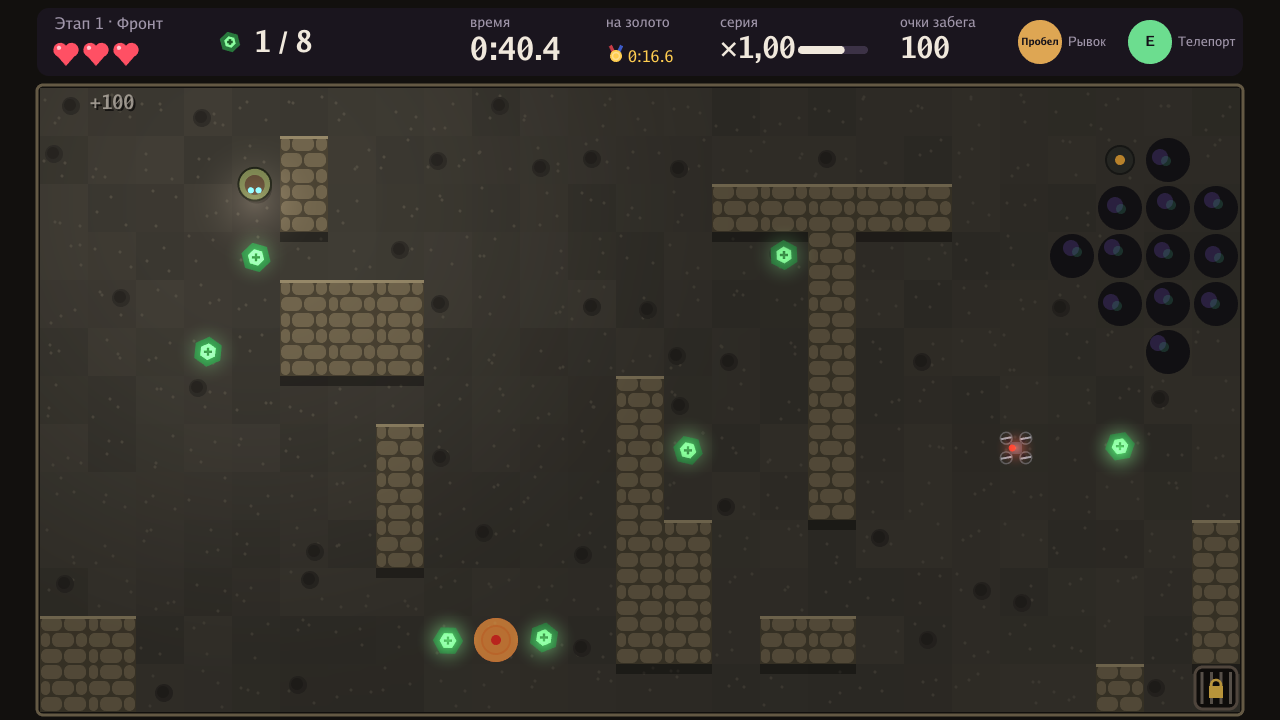 Этап 1 · Фронт
1 / 8
время
0:40.4
на золото
0:16.6
серия
×1,00
очки забега
100
Пробел
Рывок
E
Телепорт
+100